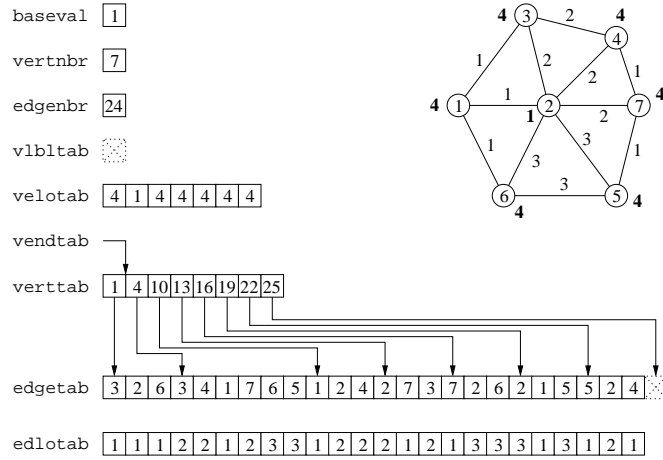 baseval 1
vertnbr 7
edgenbr 24
vlbltab
velotab 4 1 4 4 4 4 4
vendtab
verttab 1 4 10 13 16 19 22 25
edgetab 3 2 6 3 4 1 7 6 5 1 2 4 2 7 3 7 2 6 2 1 5 5 2 4
edlotab 1 1 1 2 2 1 2 3 3 1 2 2 2 1 2 1 3 3 3 1 3 1 2 1
4 3 2 4
4
1 2 2 1
4 1 1 2 2 7 4
1
1 3 3 1
6 3 5 4
4